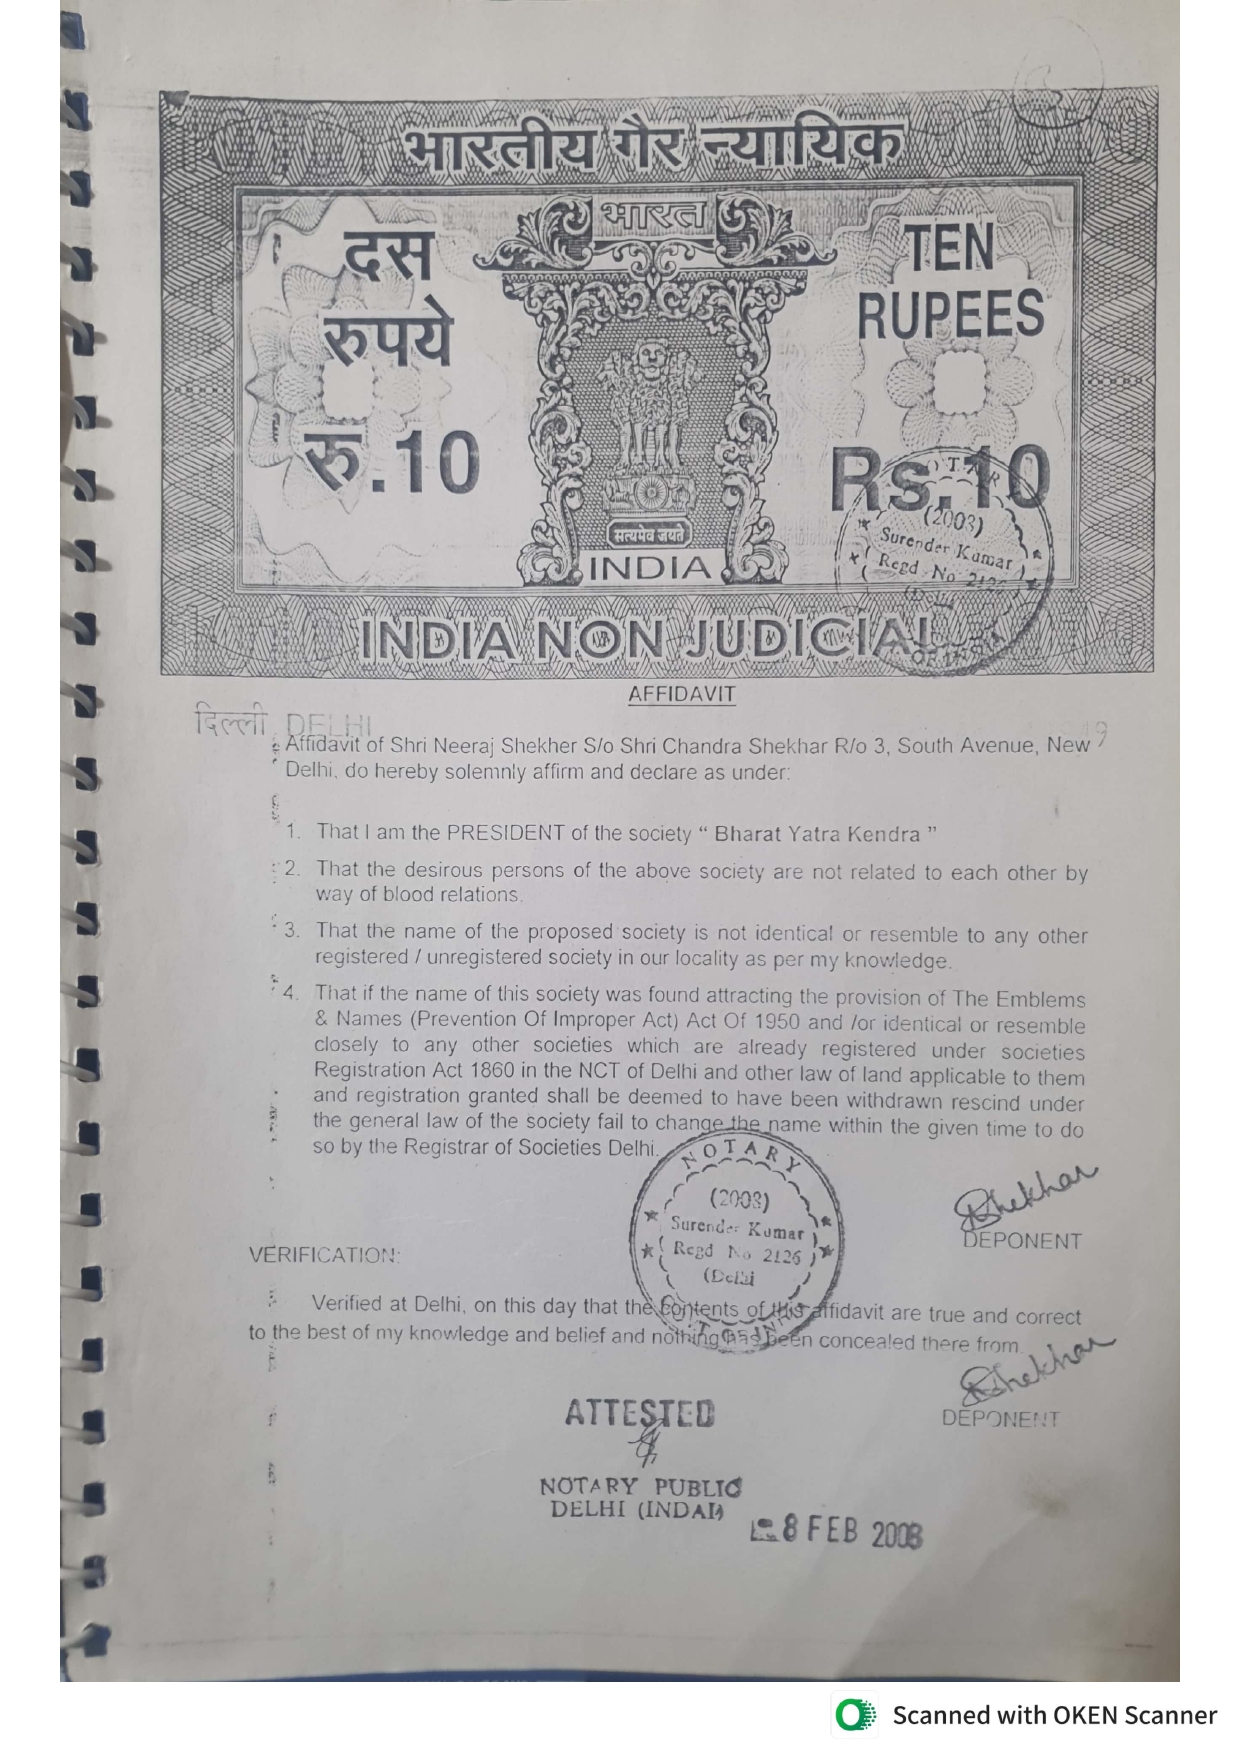 भारतीय गैर न्यायिक
भारत
दस
रुपये
रु.10
TEN
RUPEES
Rs.10
सत्यमेव जयते
INDIA
(2003)
Surender Kumar
Regd No 2126
INDIA NON JUDICIAL
AFFIDAVIT
दिल्ली DELHI
Affidavit of Shri Neeraj Shekher S/o Shri Chandra Shekhar R/o 3, South Avenue, New
Delhi, do hereby solemnly affirm and declare as under:
1. That I am the PRESIDENT of the society “ Bharat Yatra Kendra ”
2. That the desirous persons of the above society are not related to each other by
way of blood relations.
3. That the name of the proposed society is not identical or resemble to any other
registered / unregistered society in our locality as per my knowledge.
4. That if the name of this society was found attracting the provision of The Emblems
& Names (Prevention Of Improper Act) Act Of 1950 and /or identical or resemble
closely to any other societies which are already registered under societies
Registration Act 1860 in the NCT of Delhi and other law of land applicable to them
and registration granted shall be deemed to have been withdrawn rescind under
the general law of the society fail to change the name within the given time to do
so by the Registrar of Societies Delhi.
NOTARY
(2003)
Surender Kumar
Regd No 2126
(Delhi
Shekhar
DEPONENT
VERIFICATION:
Verified at Delhi, on this day that the Contents of this affidavit are true and correct
to the best of my knowledge and belief and nothing has been concealed there from.
Shekhar
DEPONENT
ATTESTED
NOTARY PUBLIC
DELHI (INDAI)
8 FEB 2008
Scanned with OKEN Scanner